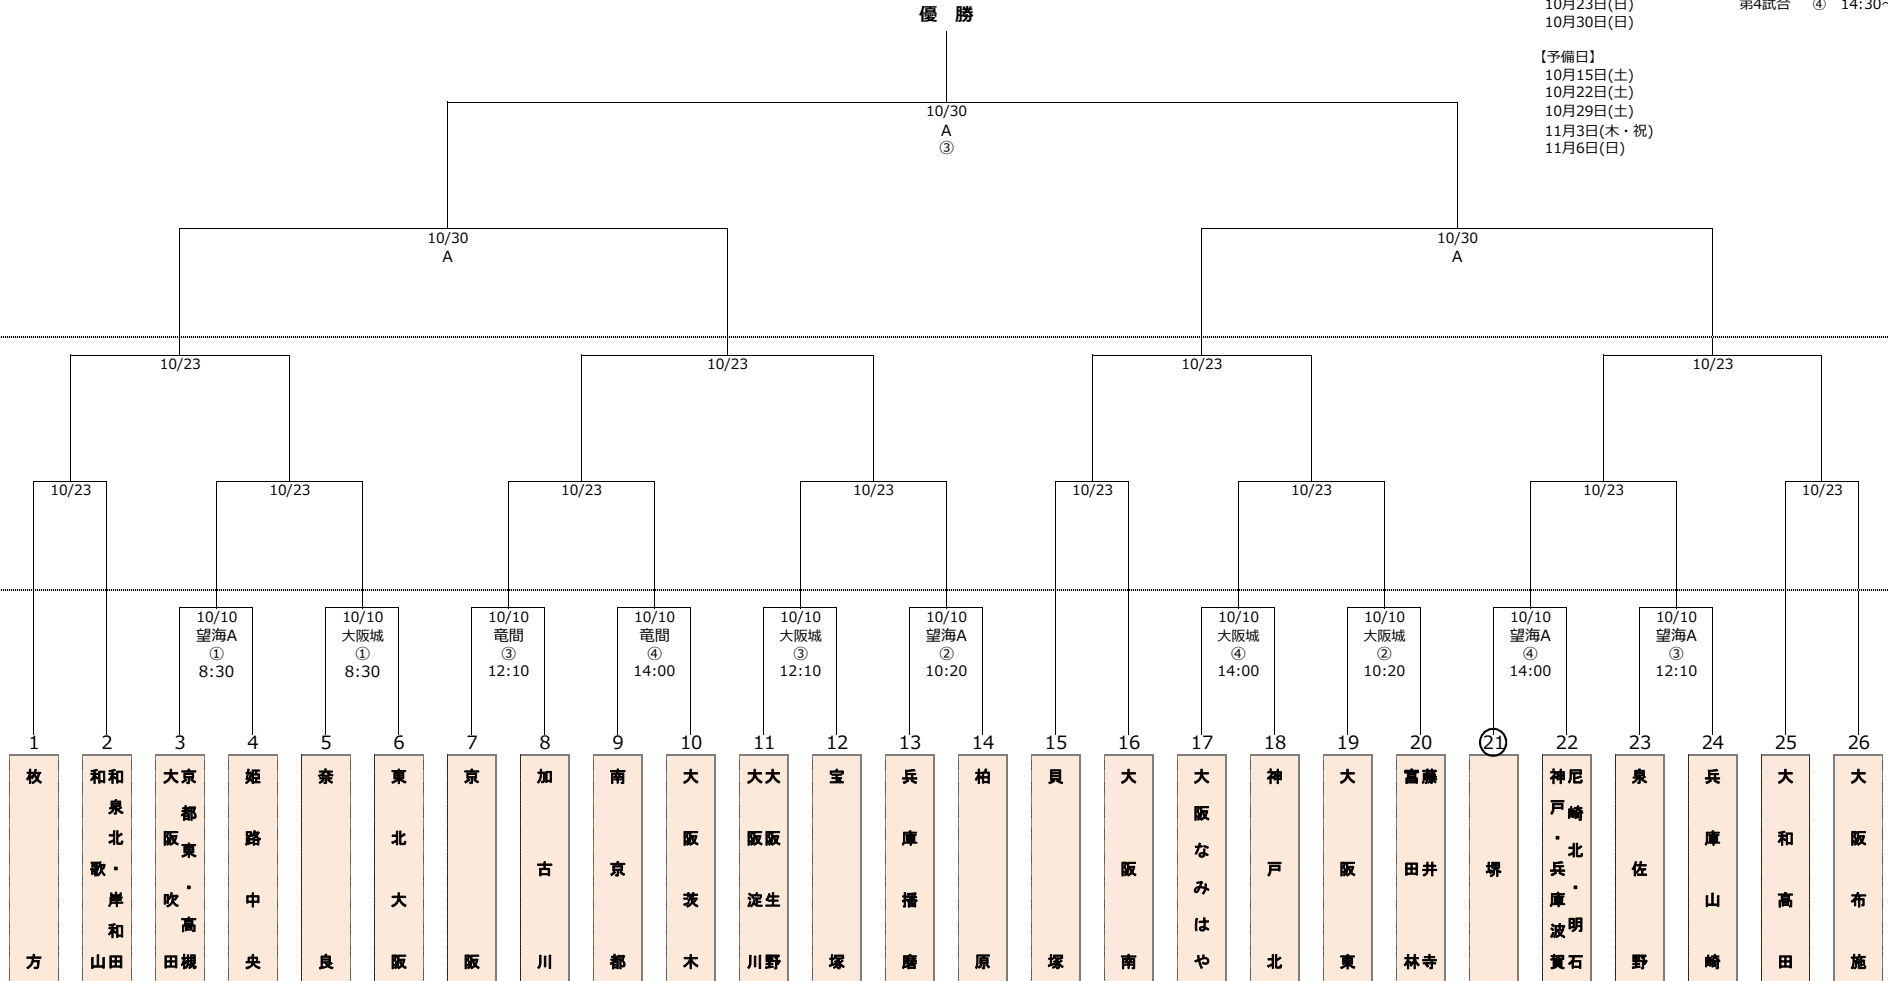 優 勝
10月23日(日)
第4試合 ④ 14:30~
10月30日(日)
【予備日】
10月15日(土)
10月22日(土)
10月29日(土)
11月3日(木・祝)
11月6日(日)
10/30
A
③
10/30
A
10/30
A
10/23
10/23
10/23
10/23
10/23
10/23
10/23
10/23
10/23
10/23
10/23
10/23
10/10
望海A
①
8:30
10/10
大阪城
①
8:30
10/10
竜間
③
12:10
10/10
竜間
④
14:00
10/10
大阪城
③
12:10
10/10
望海A
②
10:20
10/10
大阪城
④
14:00
10/10
大阪城
②
10:20
10/10
望海A
④
14:00
10/10
望海A
③
12:10
1
枚方
2
和泉北・岸和田
和歌山
3
京都東・高槻
大阪吹田
4
姫路中央
5
奈良
6
東北大阪
7
京阪
8
加古川
9
南京都
10
大阪茨木
11
大阪生野
大阪淀川
12
宝塚
13
兵庫播磨
14
柏原
15
貝塚
16
大阪南
17
大阪なみはや
18
神戸北
19
大阪東
20
藤井寺
富田林
21
堺
22
尼崎北・明石
神戸・兵庫波賀
23
泉佐野
24
兵庫山崎
25
大和高田
26
大阪布施